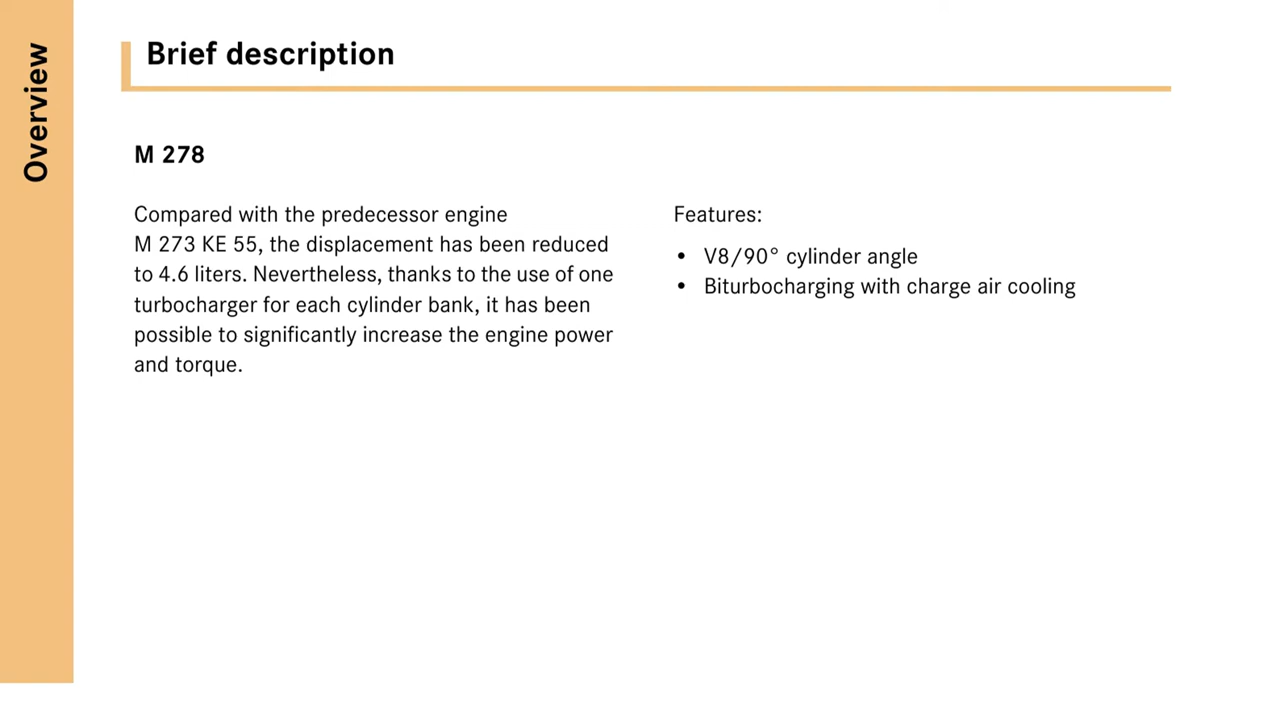 Overview
Brief description
M 278
Compared with the predecessor engine
M 273 KE 55, the displacement has been reduced
to 4.6 liters. Nevertheless, thanks to the use of one
turbocharger for each cylinder bank, it has been
possible to significantly increase the engine power
and torque.
Features:
• V8/90° cylinder angle
• Biturbocharging with charge air cooling